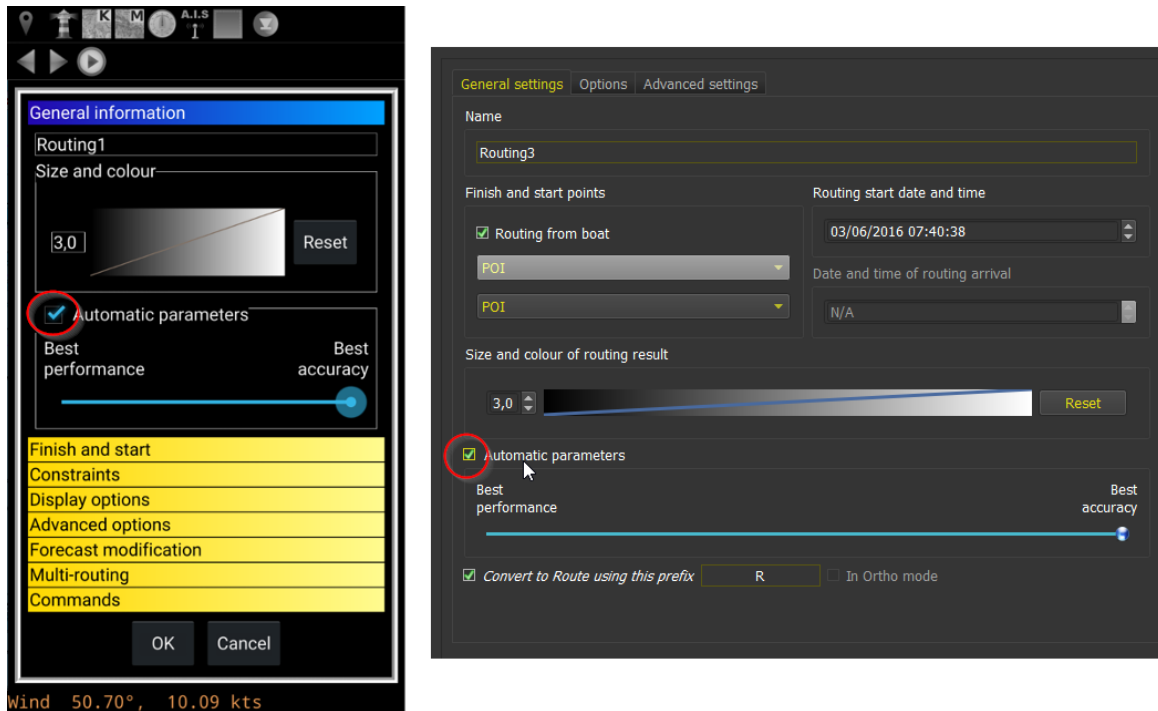 K
M
A.I.S
General information
Routing1
Size and colour
3,0
Reset
Automatic parameters
Best performance
Best accuracy
Finish and start
Constraints
Display options
Advanced options
Forecast modification
Multi-routing
Commands
OK
Cancel
Wind 50.70°, 10.09 kts
General settings
Options
Advanced settings
Name
Routing3
Finish and start points
Routing from boat
POI
POI
Routing start date and time
03/06/2016 07:40:38
Date and time of routing arrival
N/A
Size and colour of routing result
3,0
Reset
Automatic parameters
Best performance
Best accuracy
Convert to Route using this prefix
R
In Ortho mode